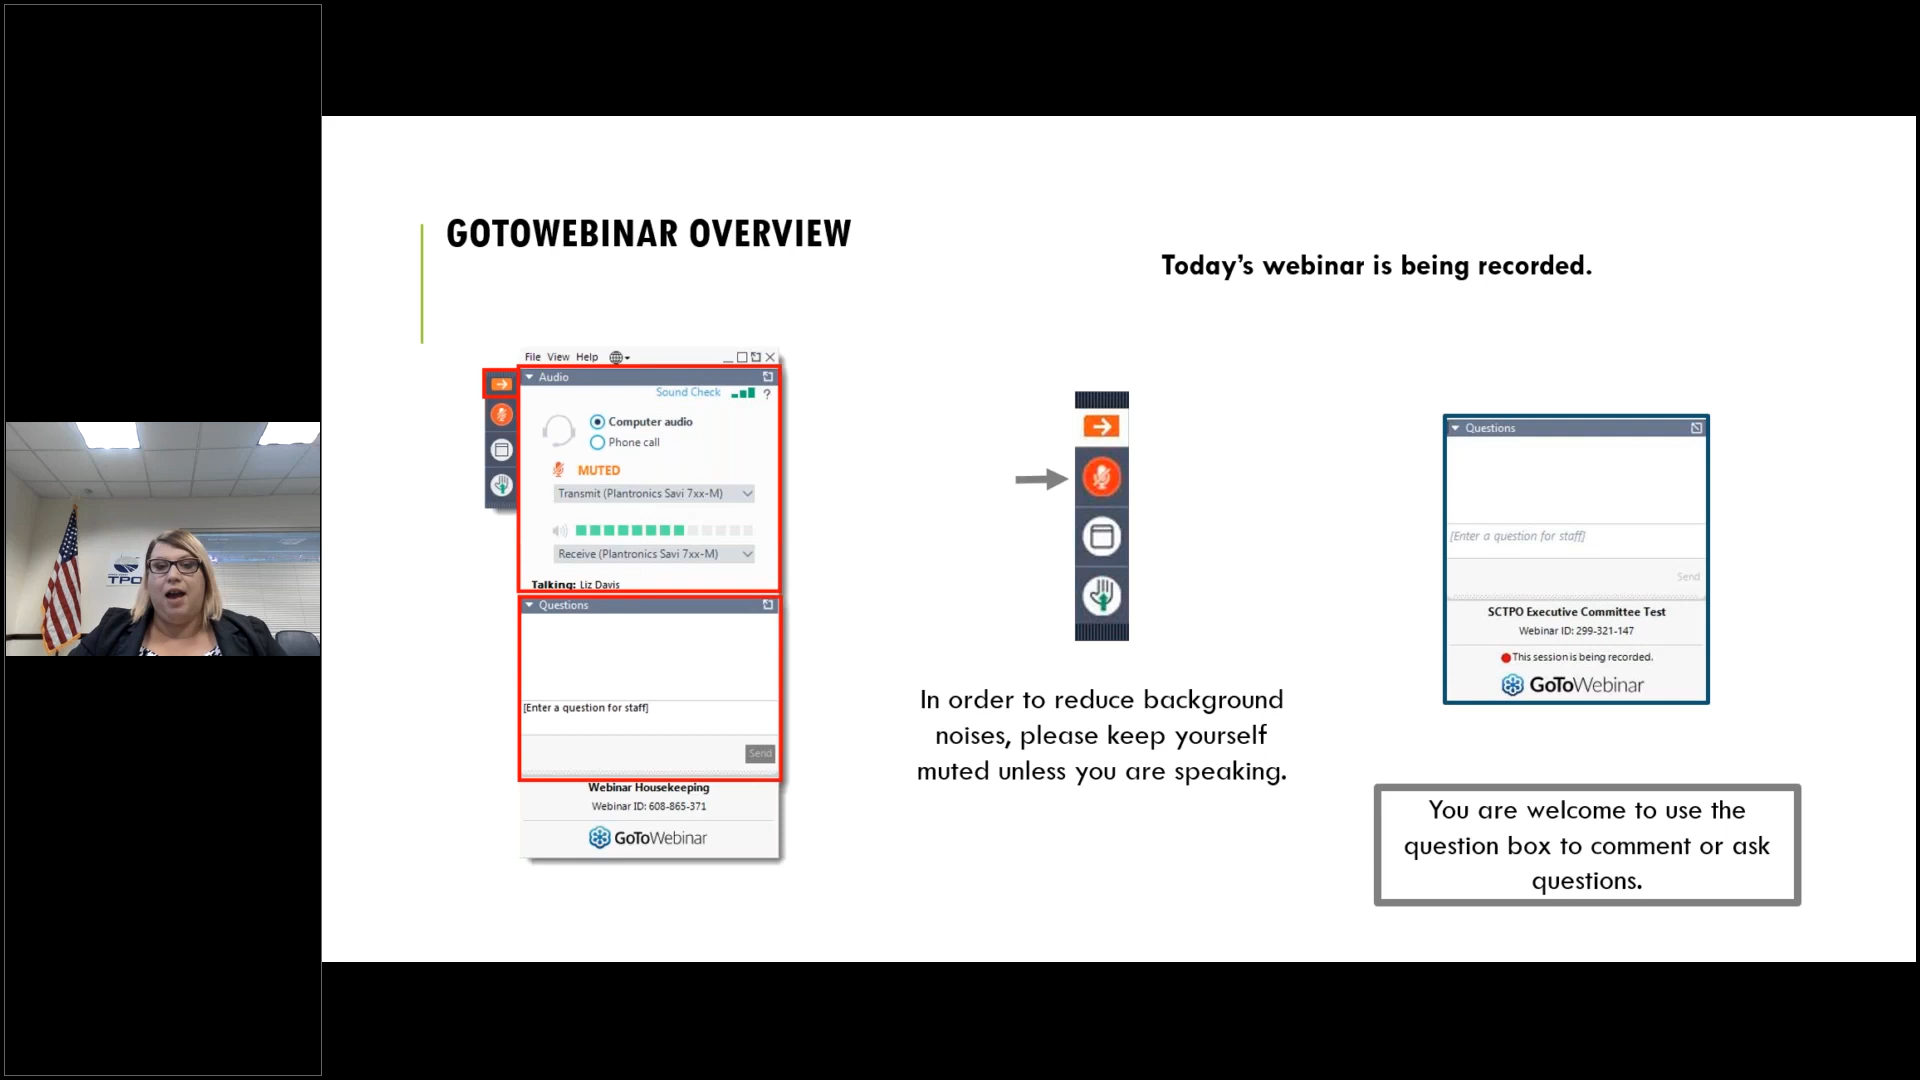 GOTOWEBINAR OVERVIEW
Today's webinar is being recorded.
File View Help
Audio
Sound Check
?
Computer audio
Phone call
MUTED
Transmit (Plantronics Savi 7xx-M)
Receive (Plantronics Savi 7xx-M)
Talking: Liz Davis
Questions
[Enter a question for staff]
Send
Webinar Housekeeping
Webinar ID: 608-865-371
GoToWebinar
In order to reduce background
noises, please keep yourself
muted unless you are speaking.
Questions
[Enter a question for staff]
Send
SCTPO Executive Committee Test
Webinar ID: 299-321-147
This session is being recorded.
GoToWebinar
You are welcome to use the
question box to comment or ask
questions.
TPO